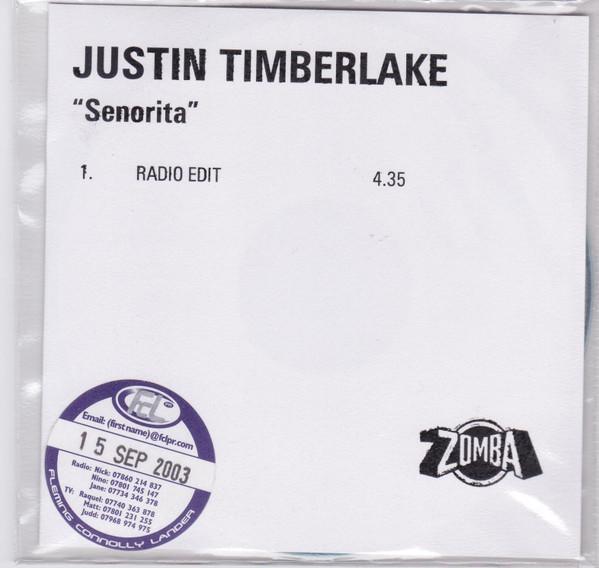 JUSTIN TIMBERLAKE
“Senorita”
1. RADIO EDIT 4.35
FCL
Email: (first name)@fclpr.com
15 SEP 2003
Radio: Nick: 07860 214 837
Nino: 07801 745 147
Jane: 07734 346 378
TV: Raquel: 07740 363 878
Matt: 07801 231 255
Judd: 07968 974 975
FLEMING CONNOLLY LANDER
ZOMBA